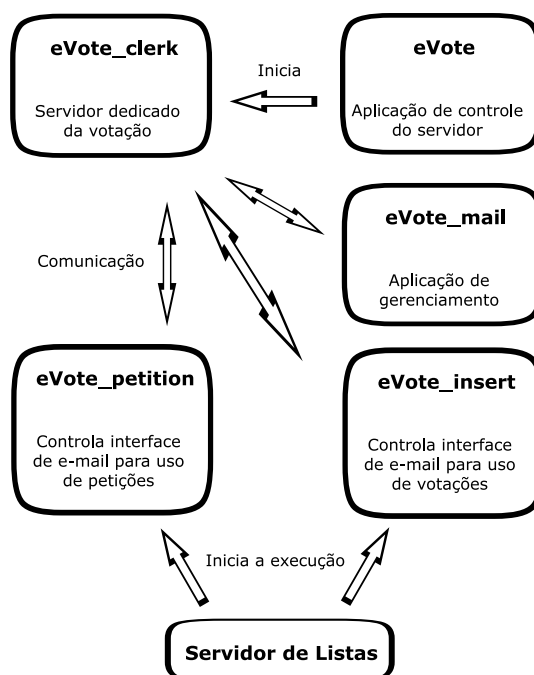 eVote_clerk
Servidor dedicado
da votação
Inicia
eVote
Aplicação de controle
do servidor
eVote_mail
Aplicação de
gerenciamento
Comunicação
eVote_petition
Controla interface
de e-mail para uso
de petições
eVote_insert
Controla interface
de e-mail para uso
de votações
Inicia a execução
Servidor de Listas